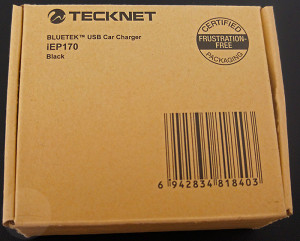 TECKNET
BLUETEK™ USB Car Charger
iEP170
Black
CERTIFIED
FRUSTRATION-
FREE
PACKAGING
6 942834 818403